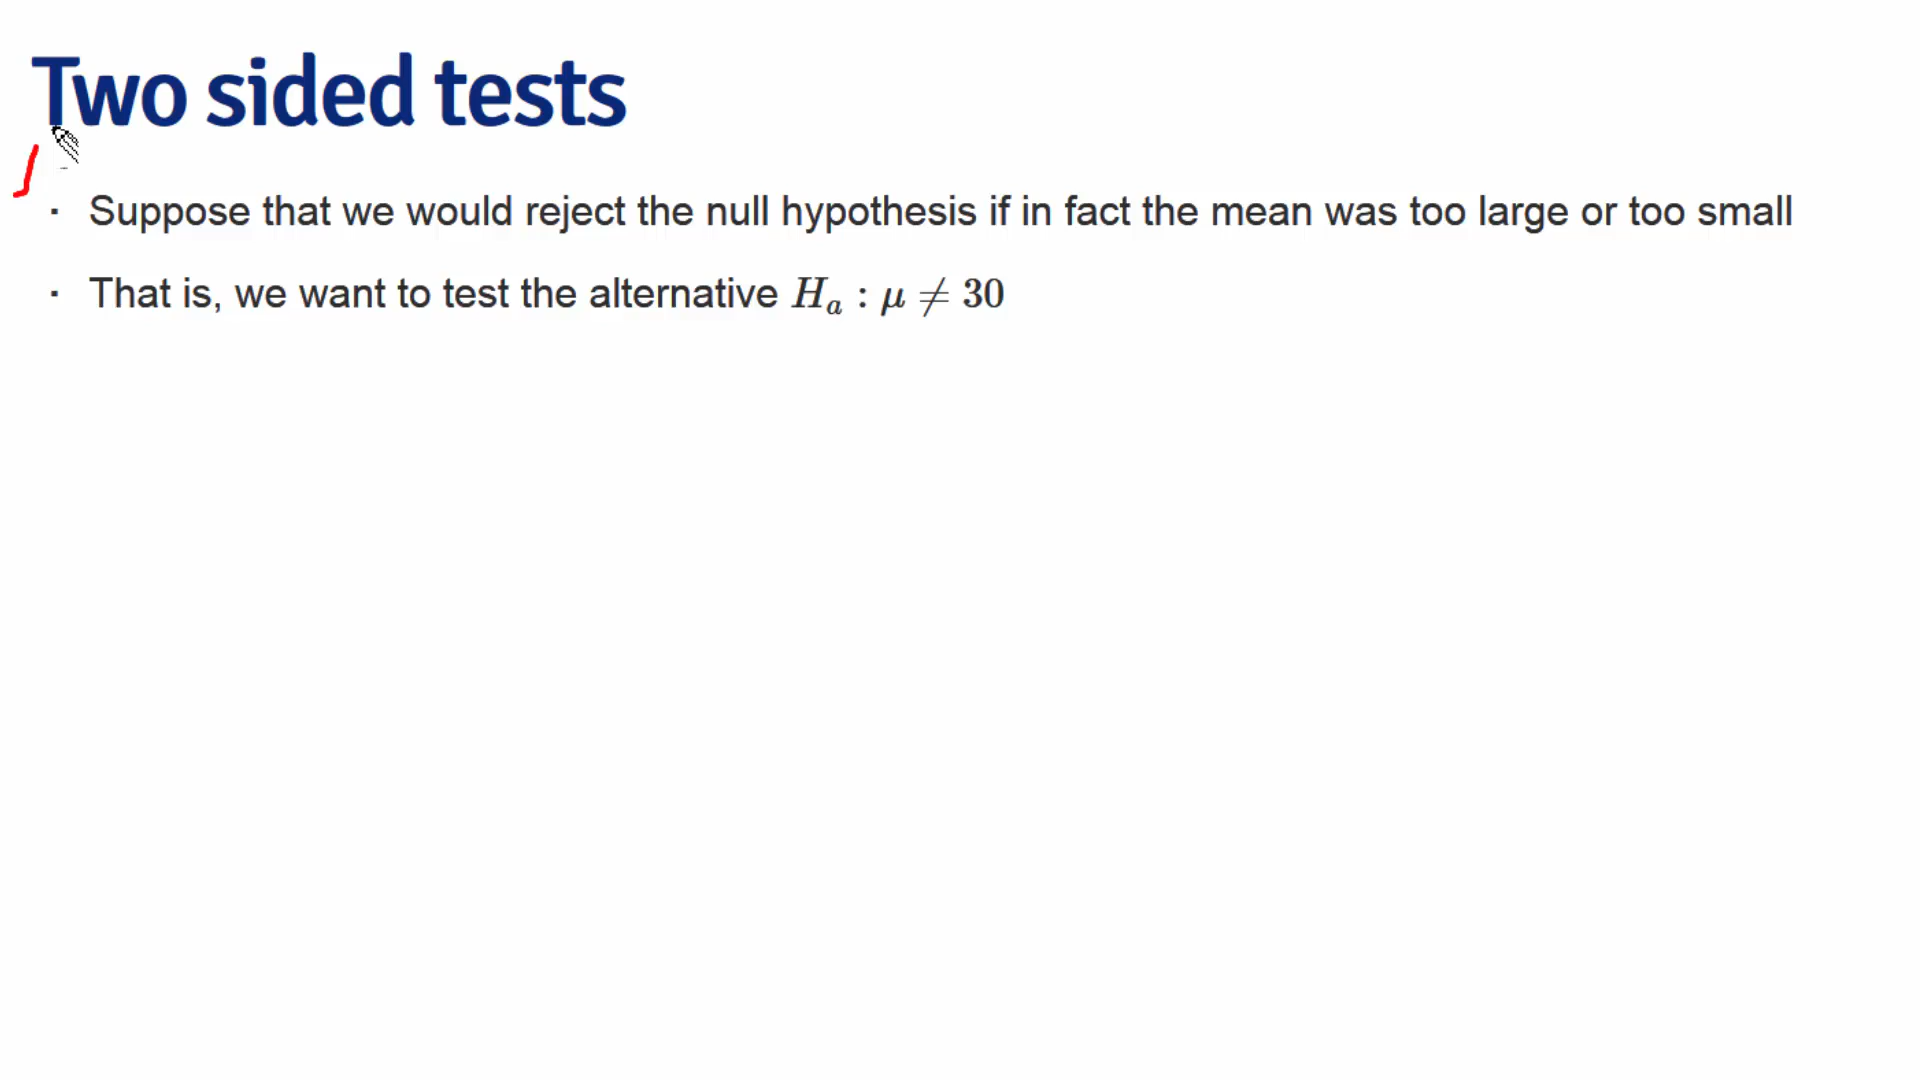 Two sided tests
· Suppose that we would reject the null hypothesis if in fact the mean was too large or too small
· That is, we want to test the alternative Hₐ : μ ≠ 30